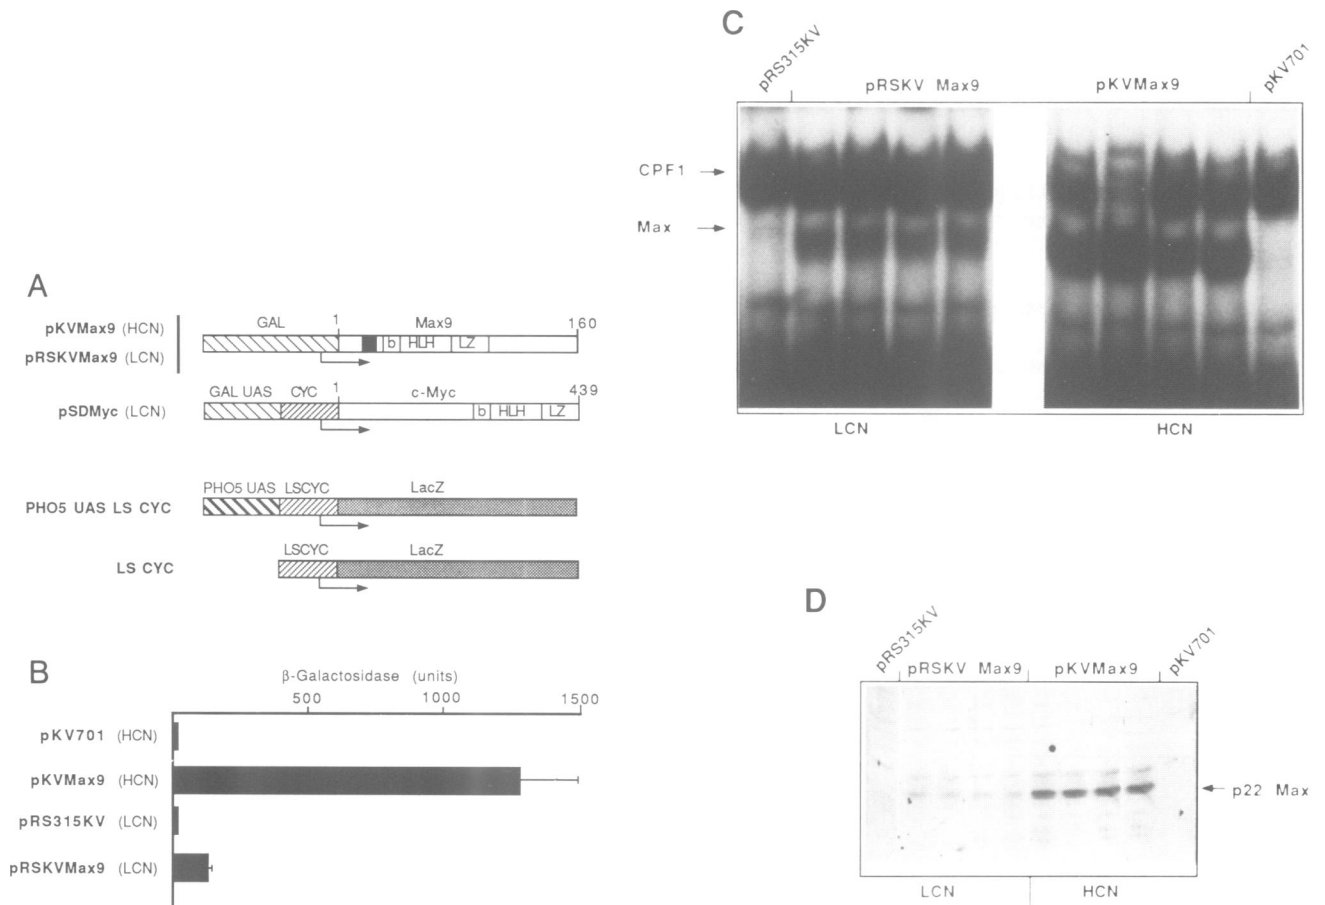 A
GAL
1
Max9
160
pKVMax9 (HCN)
pRSKVMax9 (LCN)
b HLH LZ
GAL UAS CYC 1 c-Myc 439
pSDMyc (LCN)
b HLH LZ
PHO5 UAS LSCYC LacZ
PHO5 UAS LS CYC
LSCYC LacZ
LS CYC
B
β-Galactosidase (units)
500 1000 1500
pKV701 (HCN)
pKVMax9 (HCN)
pRS315KV (LCN)
pRSKVMax9 (LCN)
C
pRS315KV
pRSKV Max9
pKVMax9
pKV701
CPF1
Max
LCN
HCN
D
pRS315KV
pRSKV Max9
pKVMax9
pKV701
p22 Max
LCN
HCN